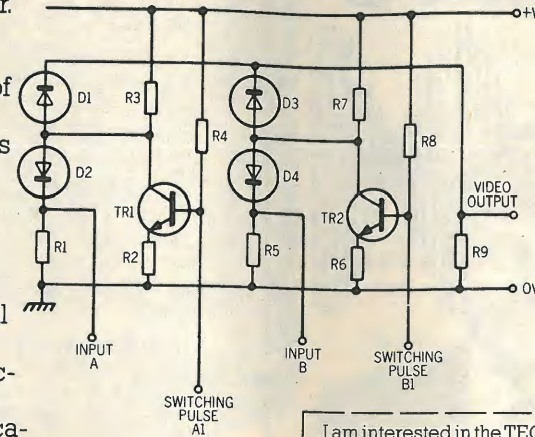 r.
+V
of
D1
R3
D3
R7
s
R4
R8
D2
D4
TR1
TR2
VIDEO
OUTPUT
R1
R2
R5
R6
R9
0V
l
INPUT
A
INPUT
B
SWITCHING
PULSE
B1
c-
SWITCHING
PULSE
A1
ca-
I am interested in the TEC